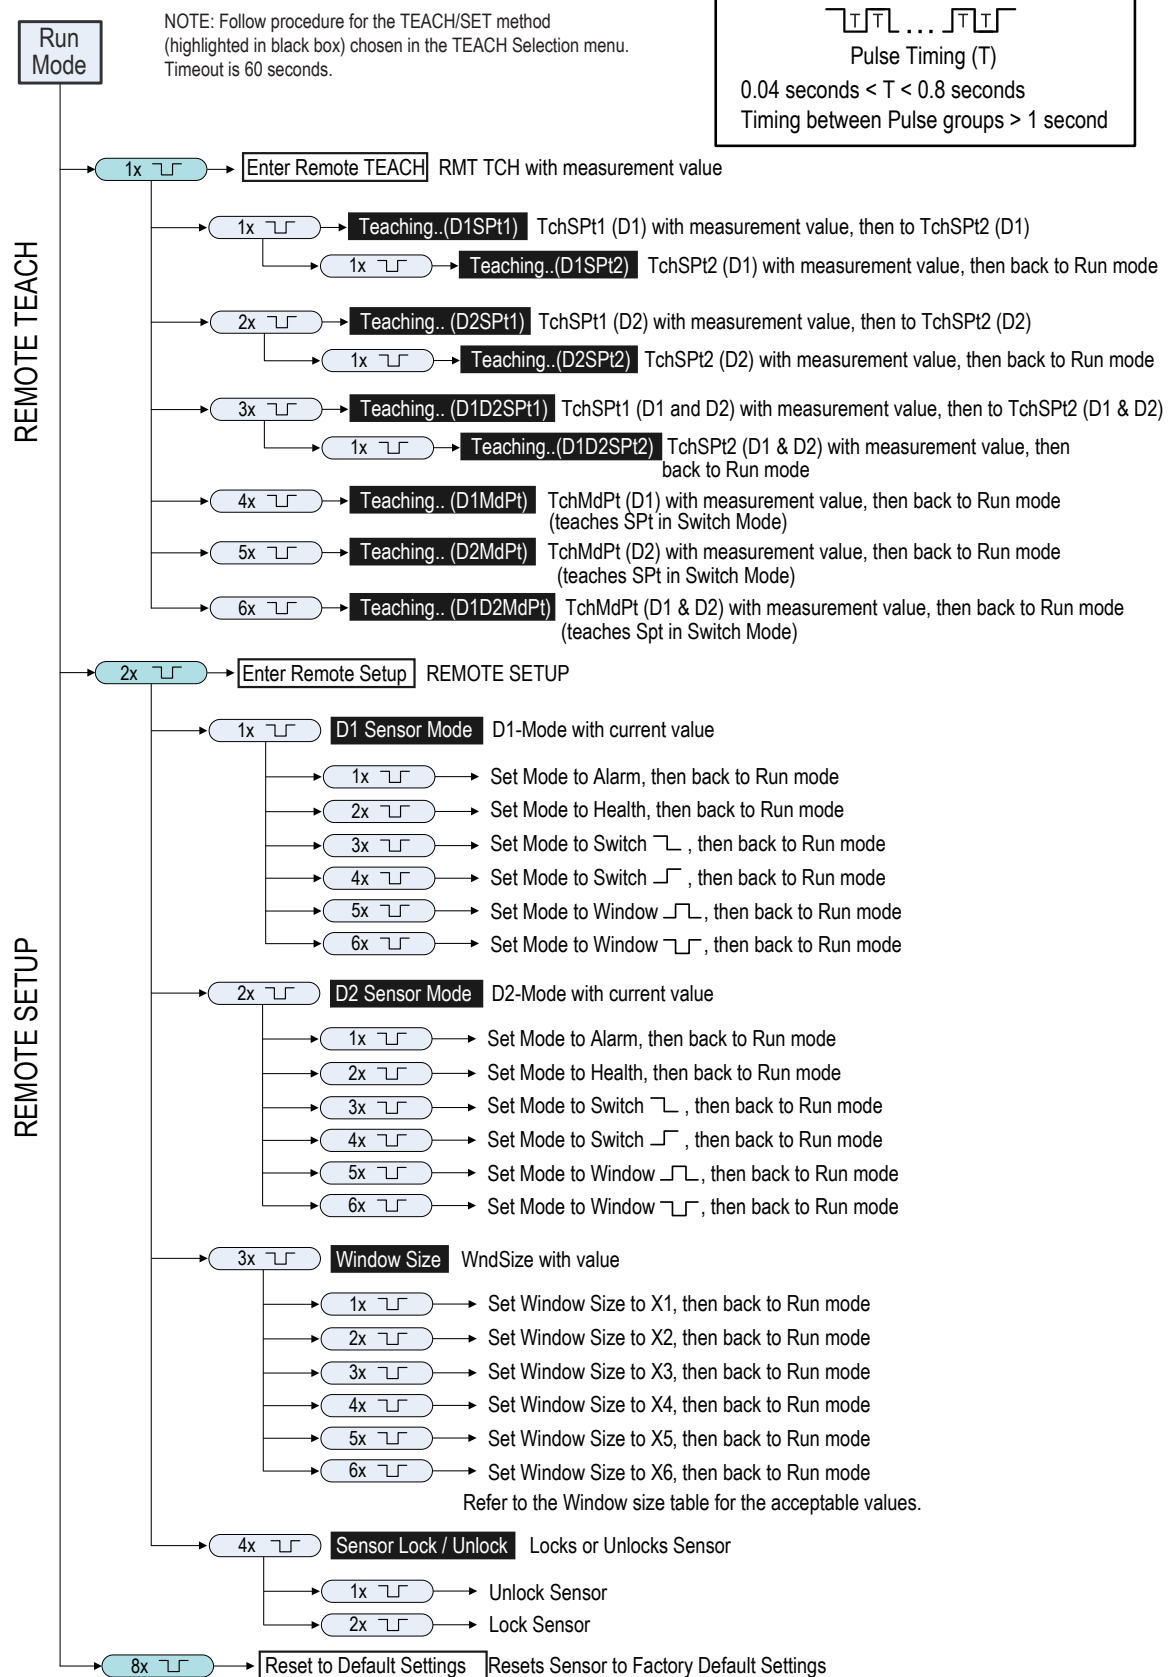 Run
Mode
NOTE: Follow procedure for the TEACH/SET method
(highlighted in black box) chosen in the TEACH Selection menu.
Timeout is 60 seconds.
T T ... T T
Pulse Timing (T)
0.04 seconds < T < 0.8 seconds
Timing between Pulse groups > 1 second
REMOTE TEACH
1x Enter Remote TEACH RMT TCH with measurement value
1x Teaching..(D1SPt1) TchSPt1 (D1) with measurement value, then to TchSPt2 (D1)
1x Teaching..(D1SPt2) TchSPt2 (D1) with measurement value, then back to Run mode
2x Teaching.. (D2SPt1) TchSPt1 (D2) with measurement value, then to TchSPt2 (D2)
1x Teaching..(D2SPt2) TchSPt2 (D2) with measurement value, then back to Run mode
3x Teaching.. (D1D2SPt1) TchSPt1 (D1 and D2) with measurement value, then to TchSPt2 (D1 & D2)
1x Teaching..(D1D2SPt2) TchSPt2 (D1 & D2) with measurement value, then
back to Run mode
4x Teaching.. (D1MdPt) TchMdPt (D1) with measurement value, then back to Run mode
(teaches SPt in Switch Mode)
5x Teaching.. (D2MdPt) TchMdPt (D2) with measurement value, then back to Run mode
(teaches SPt in Switch Mode)
6x Teaching.. (D1D2MdPt) TchMdPt (D1 & D2) with measurement value, then back to Run mode
(teaches Spt in Switch Mode)
REMOTE SETUP
2x Enter Remote Setup REMOTE SETUP
1x D1 Sensor Mode D1-Mode with current value
1x Set Mode to Alarm, then back to Run mode
2x Set Mode to Health, then back to Run mode
3x Set Mode to Switch , then back to Run mode
4x Set Mode to Switch , then back to Run mode
5x Set Mode to Window , then back to Run mode
6x Set Mode to Window , then back to Run mode
2x D2 Sensor Mode D2-Mode with current value
1x Set Mode to Alarm, then back to Run mode
2x Set Mode to Health, then back to Run mode
3x Set Mode to Switch , then back to Run mode
4x Set Mode to Switch , then back to Run mode
5x Set Mode to Window , then back to Run mode
6x Set Mode to Window , then back to Run mode
3x Window Size WndSize with value
1x Set Window Size to X1, then back to Run mode
2x Set Window Size to X2, then back to Run mode
3x Set Window Size to X3, then back to Run mode
4x Set Window Size to X4, then back to Run mode
5x Set Window Size to X5, then back to Run mode
6x Set Window Size to X6, then back to Run mode
Refer to the Window size table for the acceptable values.
4x Sensor Lock / Unlock Locks or Unlocks Sensor
1x Unlock Sensor
2x Lock Sensor
8x Reset to Default Settings Resets Sensor to Factory Default Settings